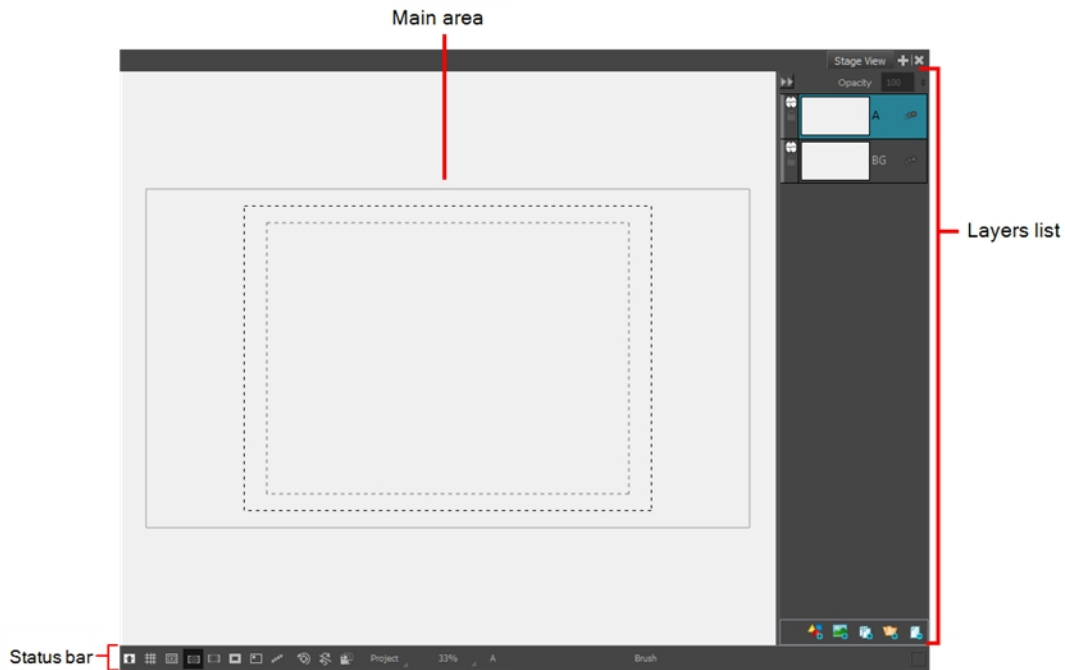 Main area
Stage View
Opacity 100
A
BG
Layers list
Status bar
Project 33% A Brush